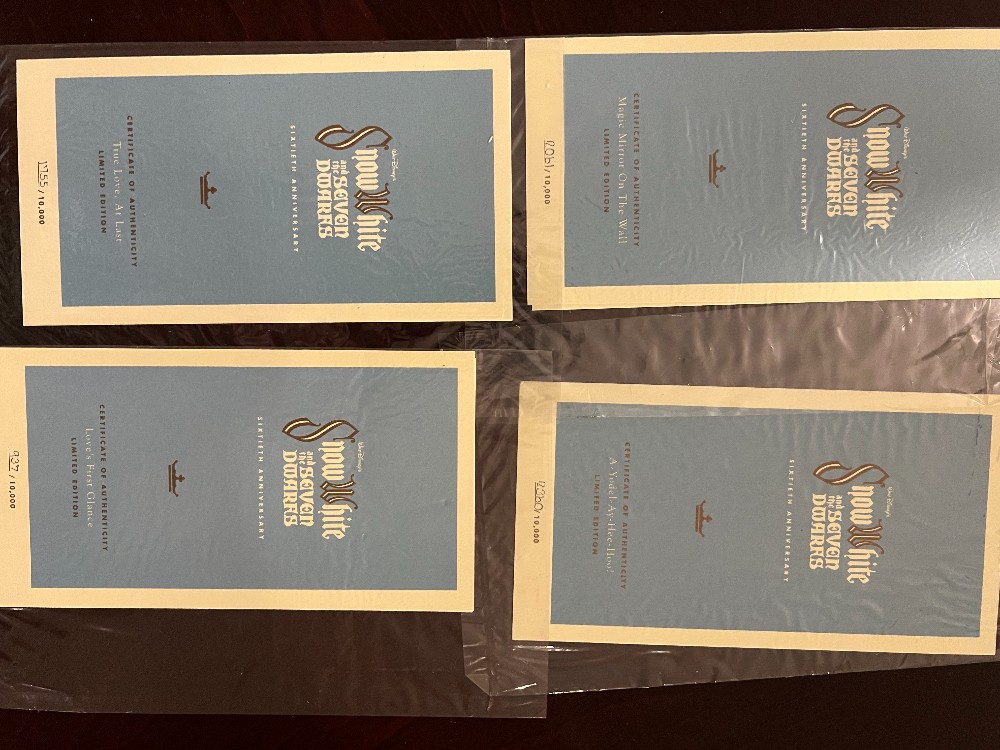 Walt Disney's
Snow White
and the SEVEN
DWARFS
SIXTIETH ANNIVERSARY
CERTIFICATE OF AUTHENTICITY
True Love, At Last
LIMITED EDITION
1755/10,000
Walt Disney's
Snow White
and the SEVEN
DWARFS
SIXTIETH ANNIVERSARY
CERTIFICATE OF AUTHENTICITY
Magic Mirror On The Wall
LIMITED EDITION
/10,000
Walt Disney's
Snow White
and the SEVEN
DWARFS
SIXTIETH ANNIVERSARY
CERTIFICATE OF AUTHENTICITY
Love's First Glance
LIMITED EDITION
937/10,000
Walt Disney's
Snow White
and the SEVEN
DWARFS
SIXTIETH ANNIVERSARY
CERTIFICATE OF AUTHENTICITY
A Yodel-Ay-Hee-Hoo!
LIMITED EDITION
/10,000